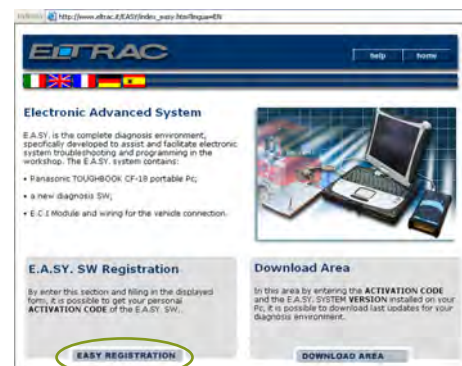 http://www.eltrac.it/EASY/index_easy.htm?lingua=EN
ELTRAC
help home
Electronic Advanced System
E.A.SY. is the complete diagnosis environment,
specifically developed to assist and facilitate electronic
system troubleshooting and programming in the
workshop. The E.A.SY. system contains:
• Panasonic TOUGHBOOK CF-18 portable Pc;
• a new diagnosis SW;
• E.C.I Module and wiring for the vehicle connection.
E.A.SY. SW Registration
By enter this section and filling in the displayed
form, it is possible to get your personal
ACTIVATION CODE of the E.A.SY. SW.
EASY REGISTRATION
Download Area
In this area by entering the ACTIVATION CODE
and the E.A.SY. SYSTEM VERSION installed on your
Pc, it is possible to download last updates for your
diagnosis environment.
DOWNLOAD AREA